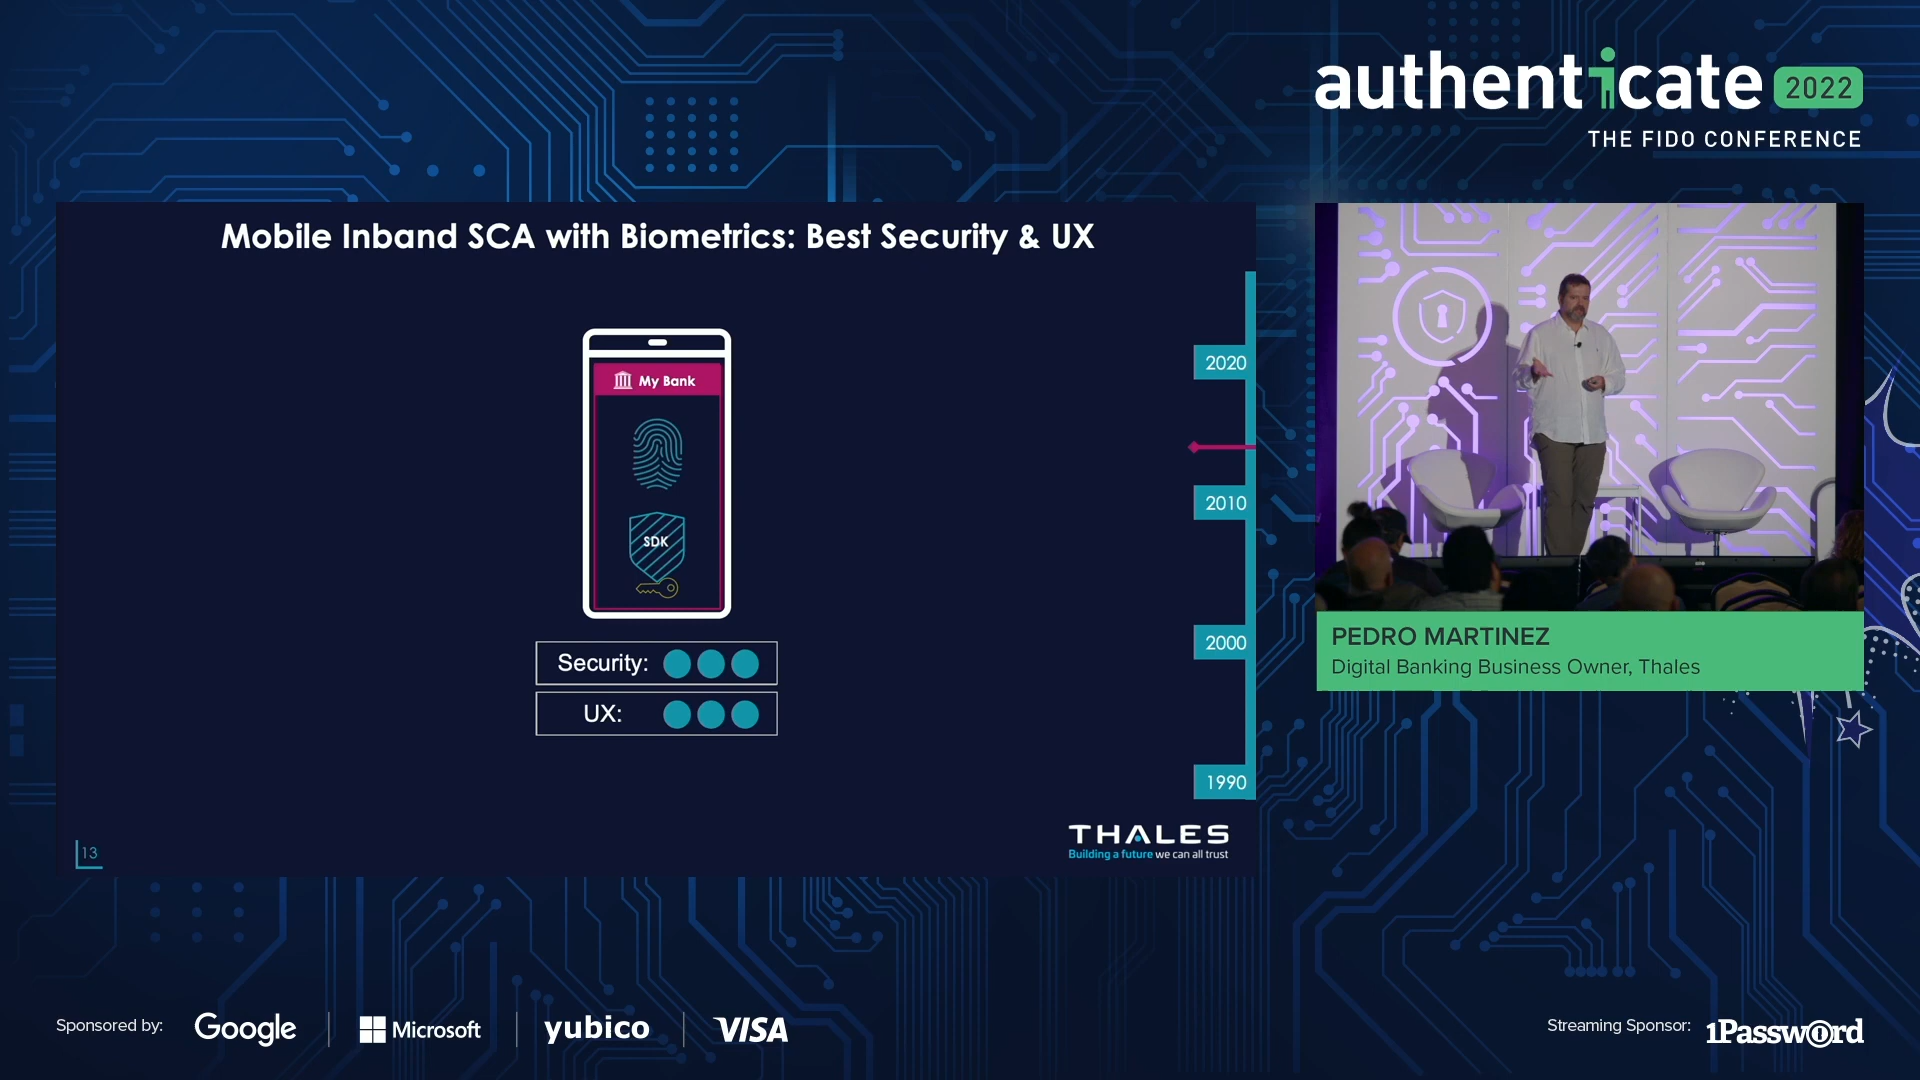 authenticate 2022
THE FIDO CONFERENCE
Mobile Inband SCA with Biometrics: Best Security & UX
My Bank
SDK
Security:
UX:
2020
2010
2000
1990
13
THALES
Building a future we can all trust
PEDRO MARTINEZ
Digital Banking Business Owner, Thales
Sponsored by: Google Microsoft yubico VISA
Streaming Sponsor: 1Password